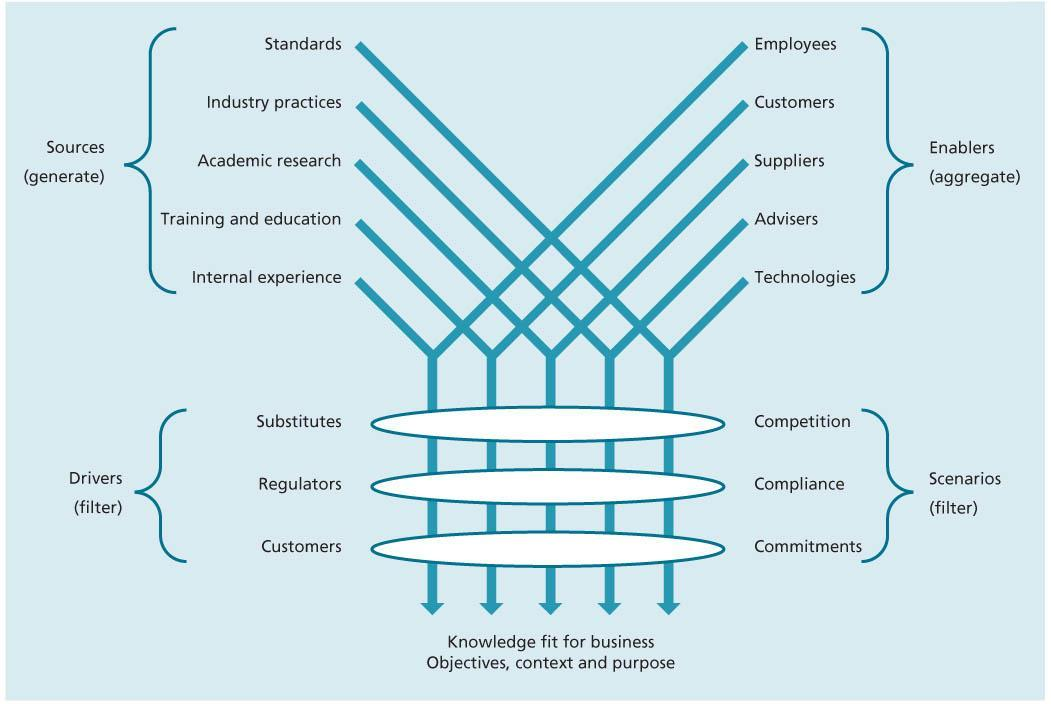 Sources
(generate)
Standards
Industry practices
Academic research
Training and education
Internal experience
Employees
Customers
Suppliers
Advisers
Technologies
Enablers
(aggregate)
Drivers
(filter)
Substitutes
Regulators
Customers
Competition
Compliance
Commitments
Scenarios
(filter)
Knowledge fit for business
Objectives, context and purpose